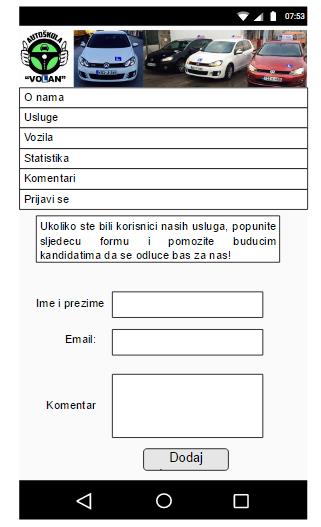 07:53
AUTOŠKOLA
"VOLAN"
O nama
Usluge
Vozila
Statistika
Komentari
Prijavi se
Ukoliko ste bili korisnici nasih usluga, popunite
sljedecu formu i pomozite buducim
kandidatima da se odluce bas za nas!
Ime i prezime
Email:
Komentar
Dodaj